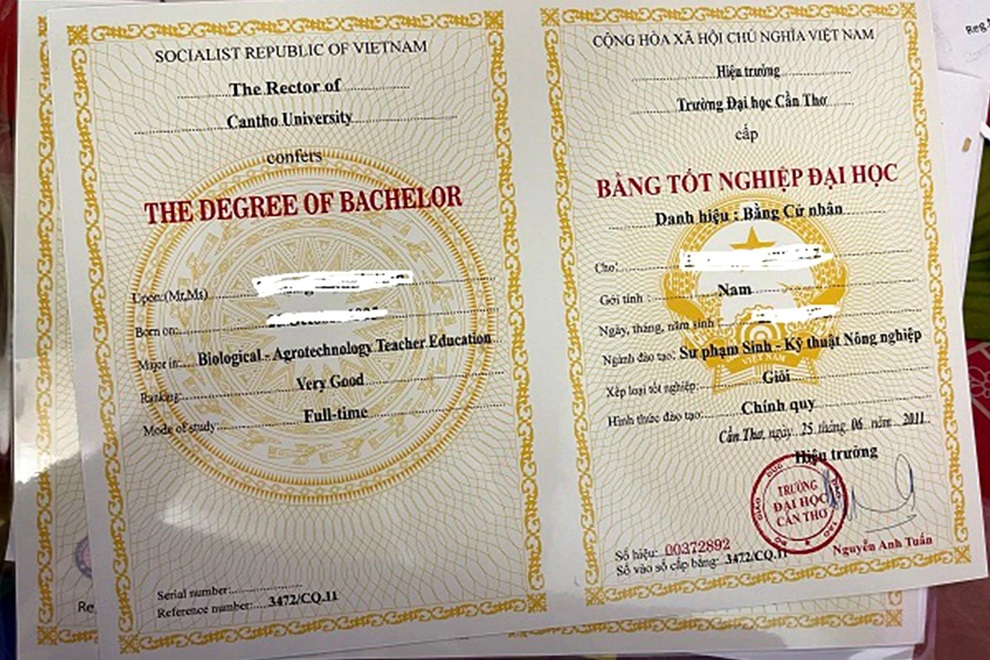 SOCIALIST REPUBLIC OF VIETNAM
The Rector of
Cantho University
confers
THE DEGREE OF BACHELOR
Upon: (Mr,Ms)
Born on:
Major in: Biological - Agrotechnology Teacher Education
Ranking: Very Good
Mode of study: Full-time
Serial number:
Reference number: 3472/CQ.11
CỘNG HÒA XÃ HỘI CHỦ NGHĨA VIỆT NAM
Hiệu trưởng
Trường Đại học Cần Thơ
cấp
BẰNG TỐT NGHIỆP ĐẠI HỌC
Danh hiệu : Bằng Cử nhân
Cho:
Giới tính : Nam
Ngày, tháng, năm sinh
Ngành đào tạo: Sư phạm Sinh - Kỹ thuật Nông nghiệp
Xếp loại tốt nghiệp: Giỏi
Hình thức đào tạo: Chính quy
Cần Thơ, ngày 25 tháng 06 năm 2011
Hiệu trưởng
TRƯỜNG
ĐẠI HỌC
CẦN THƠ
Nguyễn Anh Tuấn
Số hiệu: 00372892
Số vào sổ cấp bằng: 3472/CQ.11
VIỆT NAM
Reg
Re